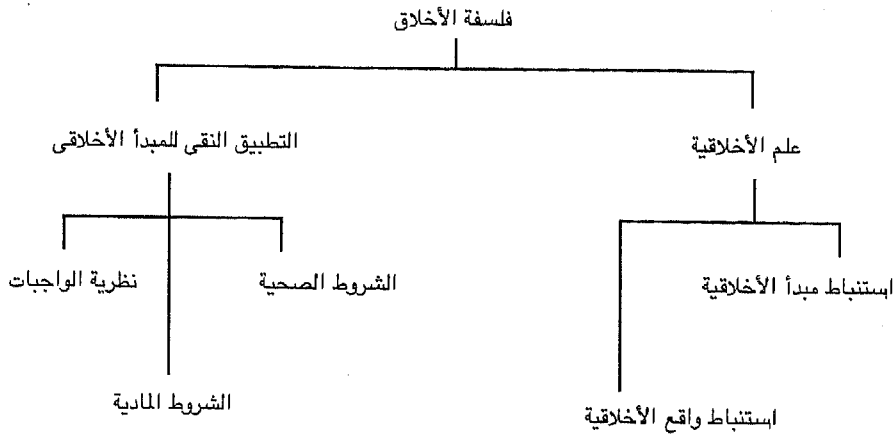 فلسفة الأخلاق
علم الأخلاقية
التطبيق النقى للمبدأ الأخلاقى
استنباط مبدأ الأخلاقية
الشروط الصحية
نظرية الواجبات
استنباط واقع الأخلاقية
الشروط المادية